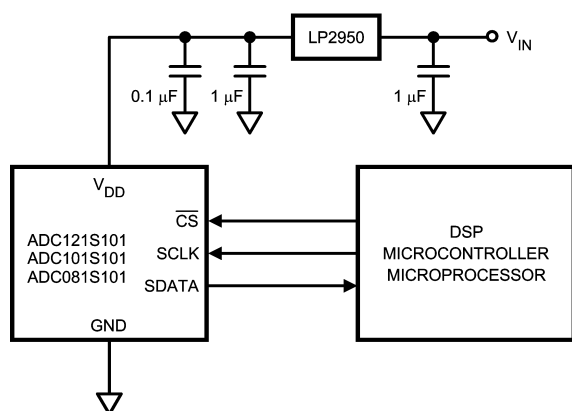 LP2950
V_IN
0.1 μF
1 μF
1 μF
V_DD
CS
ADC121S101
ADC101S101
ADC081S101
SCLK
SDATA
GND
DSP
MICROCONTROLLER
MICROPROCESSOR